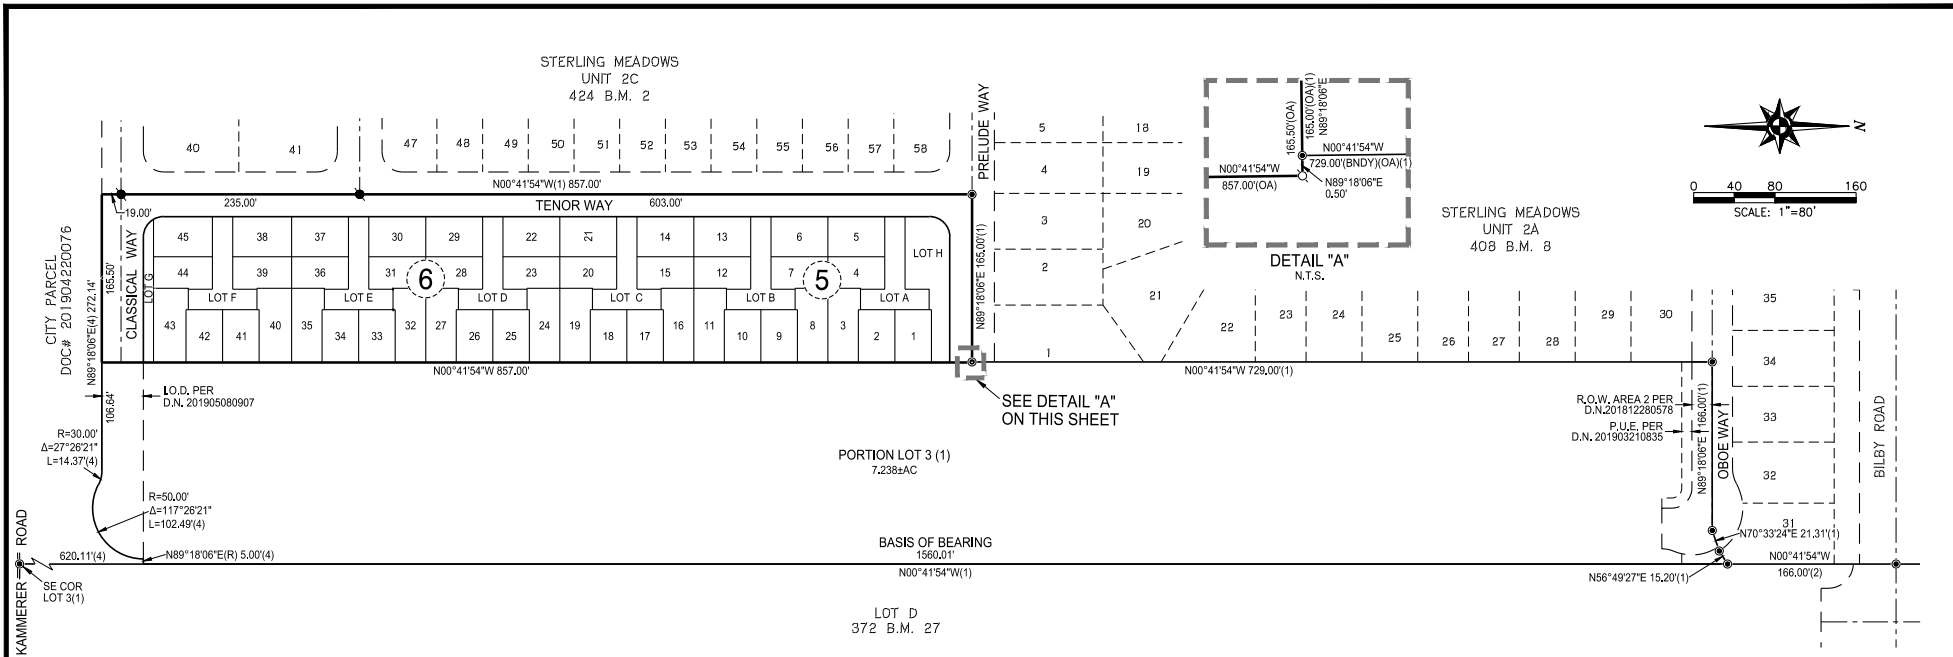 STERLING MEADOWS
UNIT 2C
424 B.M. 2
40
41
47
48
49
50
51
52
53
54
55
56
57
58
PRELUDE WAY
5
18
4
19
3
20
2
21
1
165.50'(OA)
165.00'(OA)(1)
N89°18'06"E
N00°41'54"W
729.00'(BNDY)(OA)(1)
N00°41'54"W
857.00'(OA)
N89°18'06"E
0.50'
DETAIL "A"
N.T.S.
N
0 40 80 160
SCALE: 1"=80'
STERLING MEADOWS
UNIT 2A
408 B.M. 8
N00°41'54"W(1) 857.00'
19.00'
235.00'
TENOR WAY
603.00'
CITY PARCEL
DOC# 201904220076
N89°18'06"E(4) 272.14'
165.50'
CLASSICAL WAY
LOT G
45
38
37
30
29
22
21
14
13
6
5
LOT H
44
39
36
31
6
28
23
20
15
12
7
5
4
LOT F
LOT E
LOT D
LOT C
LOT B
LOT A
43
42
41
40
35
34
33
32
27
26
25
24
19
18
17
16
11
10
9
8
3
2
1
N89°18'06"E 165.00'(1)
22
23
24
25
26
27
28
29
30
35
34
33
32
31
N00°41'54"W 857.00'
N00°41'54"W 729.00'(1)
106.64'
I.O.D. PER
D.N. 201905080907
SEE DETAIL "A"
ON THIS SHEET
R.O.W. AREA 2 PER
D.N.201812280578
P.U.E. PER
D.N. 201903210835
N89°18'06"E 166.00'(1)
OBOE WAY
BILBY ROAD
R=30.00'
Δ=27°26'21"
L=14.37'(4)
PORTION LOT 3 (1)
7.238±AC
R=50.00'
Δ=117°26'21"
L=102.49'(4)
KAMMERER ROAD
620.11'(4)
N89°18'06"E(R) 5.00'(4)
BASIS OF BEARING
1560.01'
N00°41'54"W(1)
N70°33'24"E 21.31'(1)
N00°41'54"W
166.00'(2)
N56°49'27"E 15.20'(1)
SE COR
LOT 3(1)
LOT D
372 B.M. 27